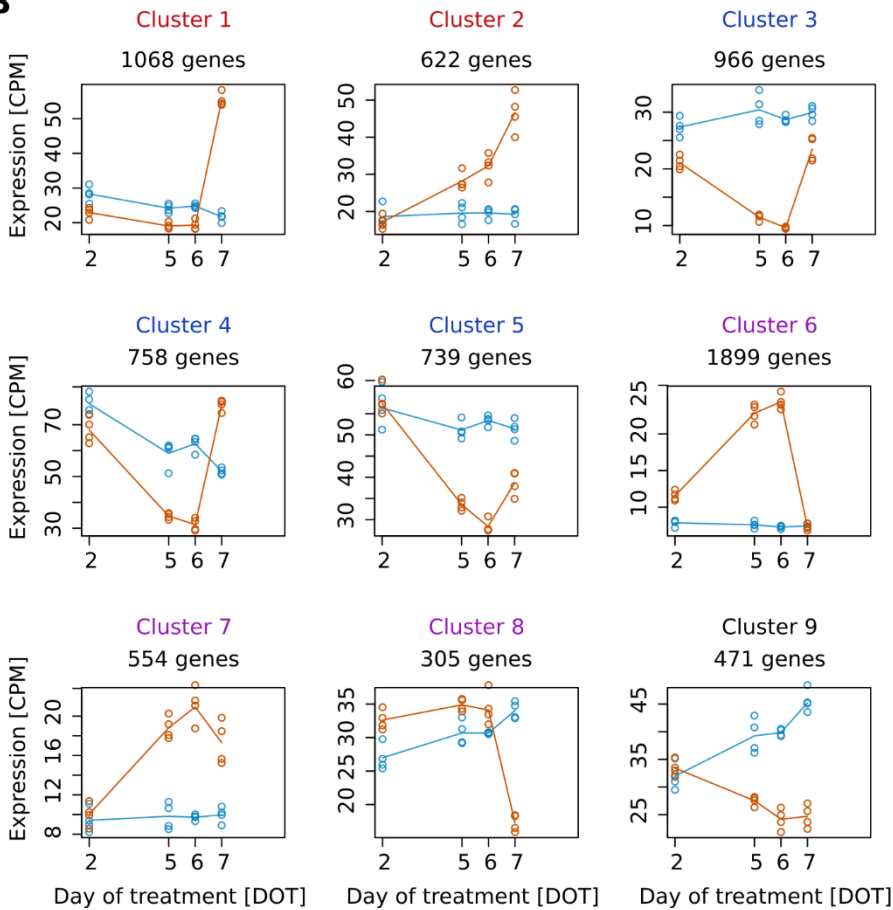 Cluster 1 Cluster 2 Cluster 3
1068 genes 622 genes 966 genes
Expression [CPM]
50
40
30
20
2 5 6 7
50
40
30
20
2 5 6 7
30
20
10
2 5 6 7
Cluster 4 Cluster 5 Cluster 6
758 genes 739 genes 1899 genes
Expression [CPM]
70
50
30
2 5 6 7
60
50
40
30
2 5 6 7
25
20
15
10
2 5 6 7
Cluster 7 Cluster 8 Cluster 9
554 genes 305 genes 471 genes
Expression [CPM]
20
16
12
8
2 5 6 7
35
30
25
20
2 5 6 7
45
35
25
2 5 6 7
Day of treatment [DOT] Day of treatment [DOT] Day of treatment [DOT]